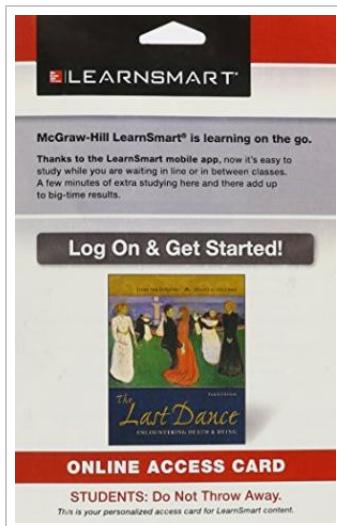 LEARNSMART®
McGraw-Hill LearnSmart® is learning on the go.
Thanks to the LearnSmart mobile app, now it's easy to
study while you are waiting in line or in between classes.
A few minutes of extra studying here and there add up
to big-time results.
Log On & Get Started!
The
Last Dance
ENCOUNTERING DEATH & DYING
ONLINE ACCESS CARD
STUDENTS: Do Not Throw Away.
This is your personalized access card for LearnSmart content.